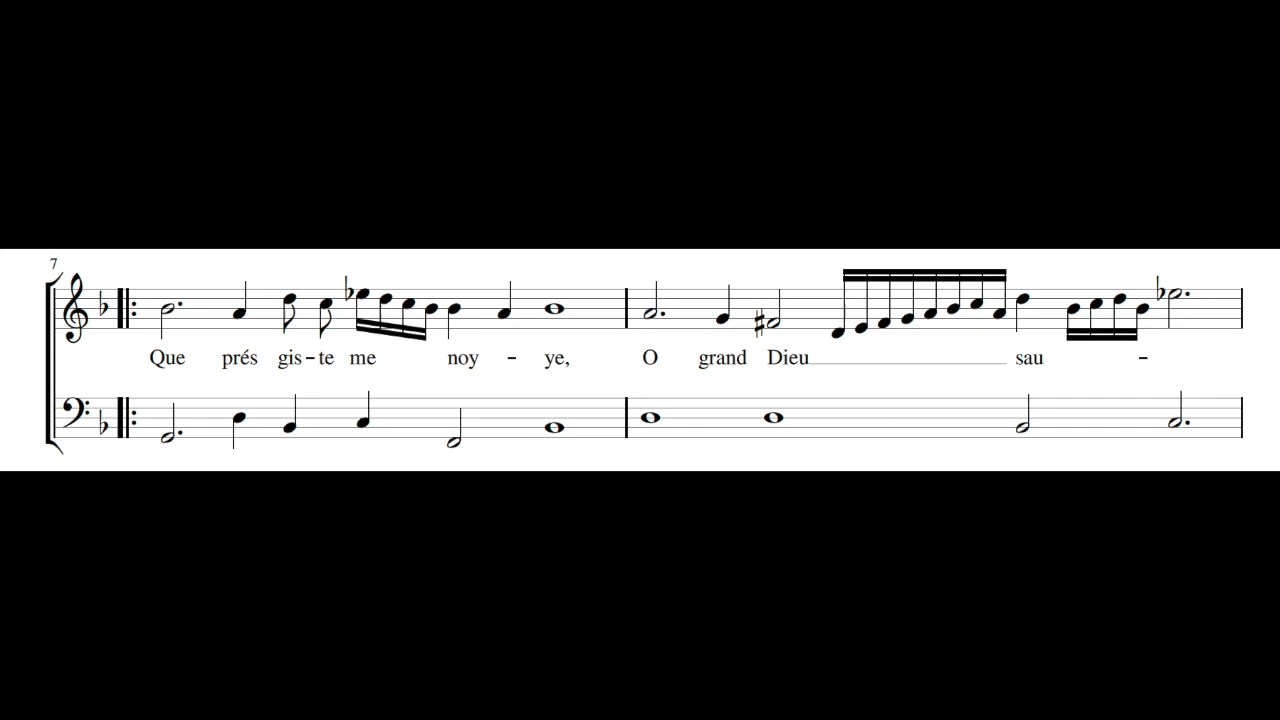 7
Que prés gis-te me noy - ye, O grand Dieu sau -